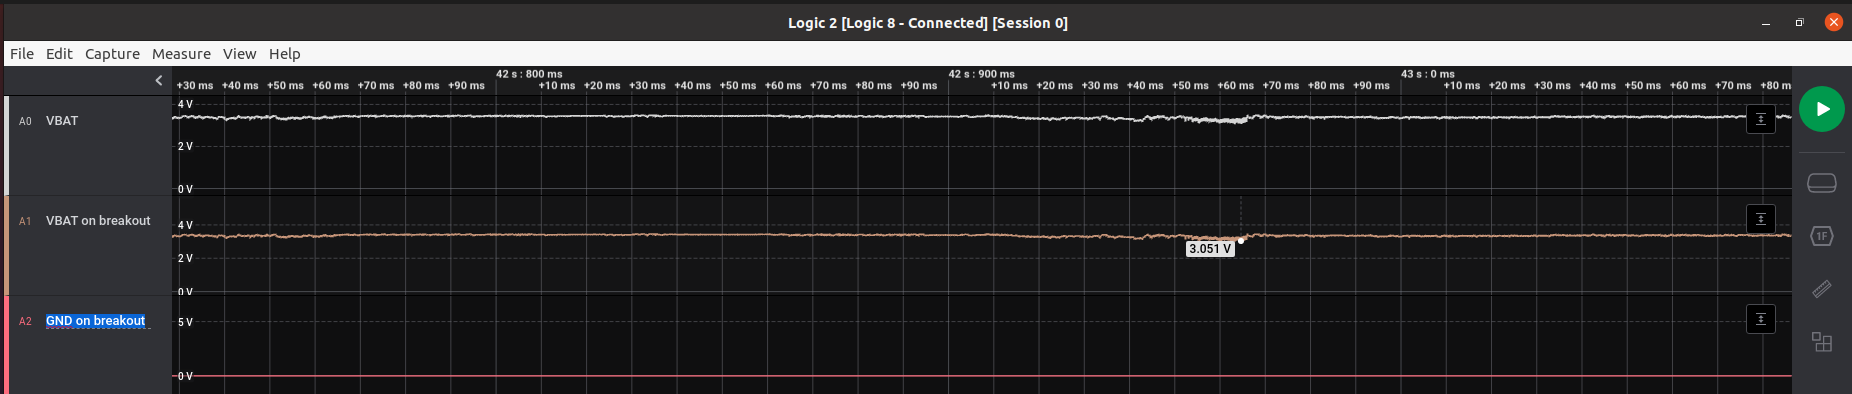 Logic 2 [Logic 8 - Connected] [Session 0]
File Edit Capture Measure View Help
42 s : 800 ms 42 s : 900 ms 43 s : 0 ms
+30 ms +40 ms +50 ms +60 ms +70 ms +80 ms +90 ms +10 ms +20 ms +30 ms +40 ms +50 ms +60 ms +70 ms +80 ms +90 ms +10 ms +20 ms +30 ms +40 ms +50 ms +60 ms +70 ms +80 ms +90 ms +10 ms +20 ms +30 ms +40 ms +50 ms +60 ms +70 ms +80 m
4 V
A0 VBAT
2 V
0 V
A1 VBAT on breakout
4 V
3.051 V
2 V
0 V
A2 GND on breakout
5 V
0 V
1F